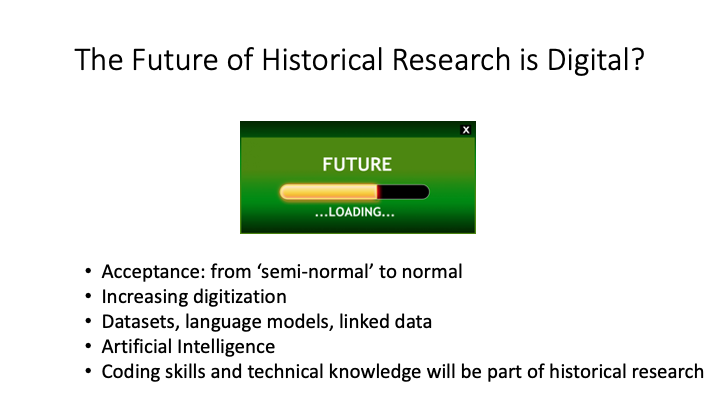 The Future of Historical Research is Digital?
X
FUTURE
...LOADING...
• Acceptance: from ‘semi-normal’ to normal
• Increasing digitization
• Datasets, language models, linked data
• Artificial Intelligence
• Coding skills and technical knowledge will be part of historical research